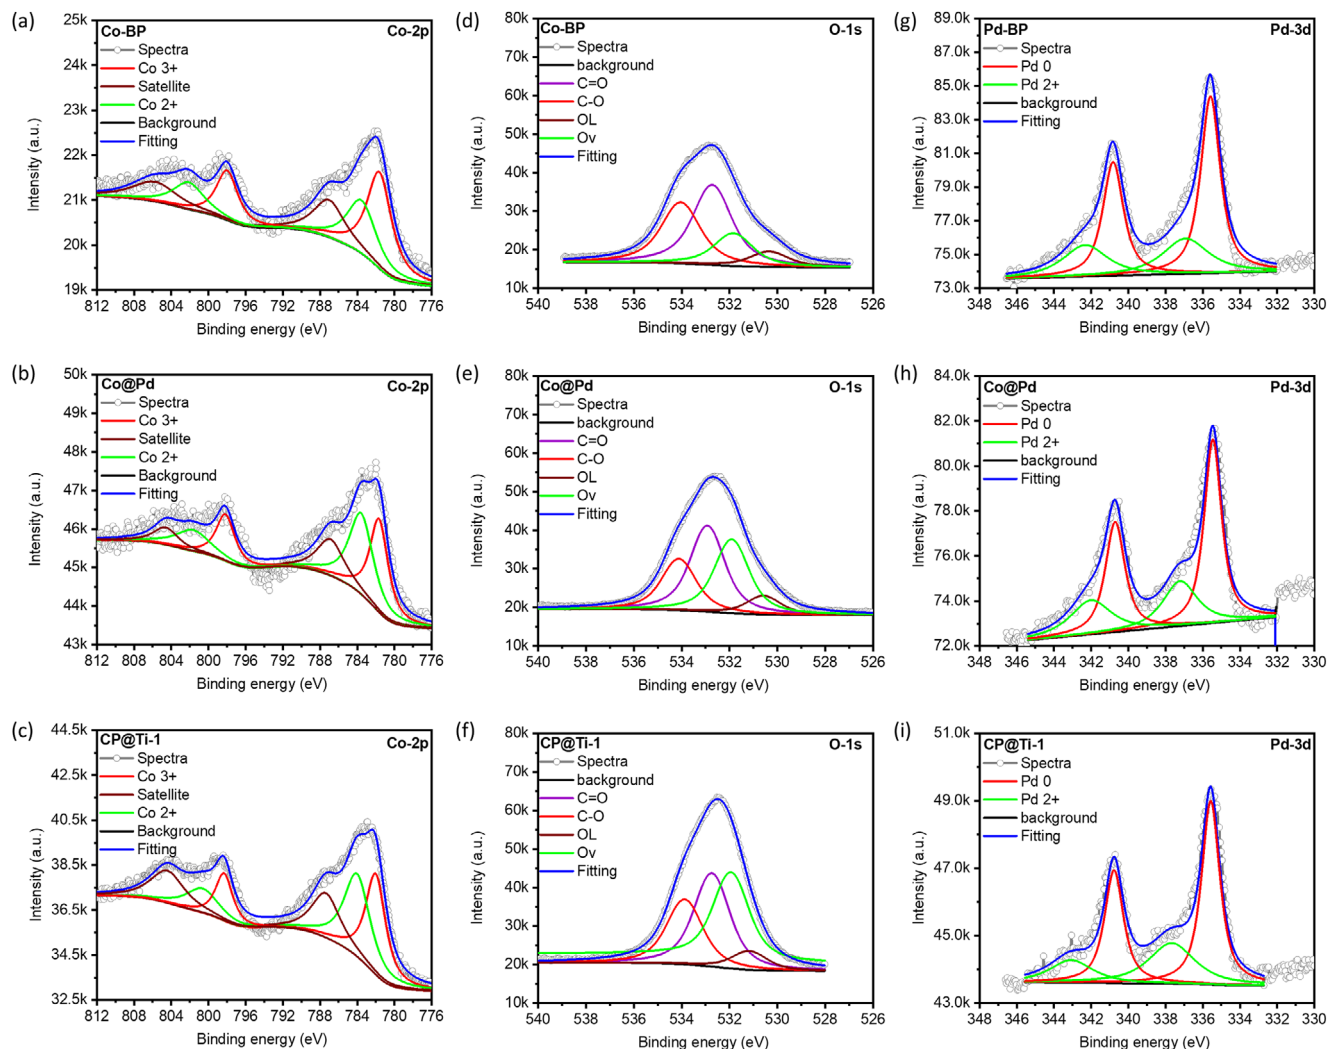 (a)
Co-BP
Co-2p
Spectra
Co 3+
Satellite
Co 2+
Background
Fitting
25k
24k
23k
22k
21k
20k
19k
Intensity (a.u.)
812 808 804 800 796 792 788 784 780 776
Binding energy (eV)
(d)
Co-BP
O-1s
Spectra
background
C=O
C-O
OL
Ov
Fitting
80k
70k
60k
50k
40k
30k
20k
10k
Intensity (a.u.)
540 538 536 534 532 530 528 526
Binding energy (eV)
(g)
Pd-BP
Pd-3d
Spectra
Pd 0
Pd 2+
background
Fitting
89.0k
87.0k
85.0k
83.0k
81.0k
79.0k
77.0k
75.0k
73.0k
Intensity (a.u.)
348 346 344 342 340 338 336 334 332 330
Binding energy (eV)
(b)
Co@Pd
Co-2p
Spectra
Co 3+
Satellite
Co 2+
Background
Fitting
50k
49k
48k
47k
46k
45k
44k
43k
Intensity (a.u.)
812 808 804 800 796 792 788 784 780 776
Binding energy (eV)
(e)
Co@Pd
O-1s
Spectra
background
C=O
C-O
OL
Ov
Fitting
80k
70k
60k
50k
40k
30k
20k
10k
Intensity (a.u.)
540 538 536 534 532 530 528 526
Binding energy (eV)
(h)
Co@Pd
Pd-3d
Spectra
Pd 0
Pd 2+
background
Fitting
84.0k
82.0k
80.0k
78.0k
76.0k
74.0k
72.0k
Intensity (a.u.)
348 346 344 342 340 338 336 334 332 330
Binding energy (eV)
(c)
CP@Ti-1
Co-2p
Spectra
Co 3+
Satellite
Co 2+
Background
Fitting
44.5k
42.5k
40.5k
38.5k
36.5k
34.5k
32.5k
Intensity (a.u.)
812 808 804 800 796 792 788 784 780 776
Binding energy (eV)
(f)
CP@Ti-1
O-1s
Spectra
background
C=O
C-O
OL
Ov
Fitting
80k
70k
60k
50k
40k
30k
20k
10k
Intensity (a.u.)
540 538 536 534 532 530 528 526
Binding energy (eV)
(i)
CP@Ti-1
Pd-3d
Spectra
Pd 0
Pd 2+
background
Fitting
51.0k
49.0k
47.0k
45.0k
43.0k
Intensity (a.u.)
348 346 344 342 340 338 336 334 332 330
Binding energy (eV)